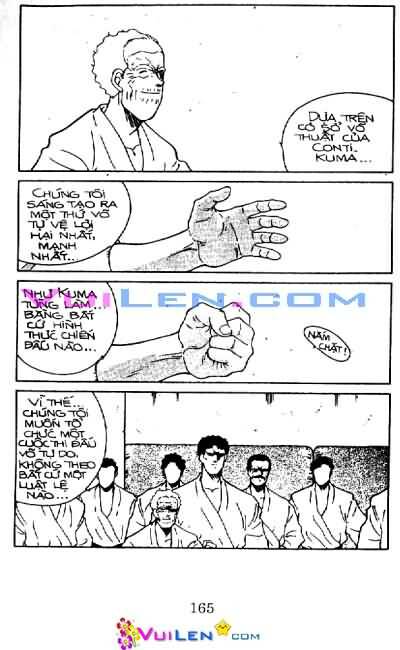 DỰA TRÊN
CƠ SỞ VÕ
THUẬT CỦA
CONTI.
KUMA...
CHÚNG TÔI
SÁNG TẠO RA
MỘT THỨ VÕ
TỰ VỆ LỢI
HẠI NHẤT,
MẠNH
NHẤT...
NHƯ KUMA
TỪNG LÀM...
BẰNG BẤT
CỨ HÌNH
THỨC CHIẾN
ĐẤU NÀO...
NẮM
CHẶT!
VUILEN.COM
VÌ THẾ...
CHÚNG TÔI
MUỐN TỔ
CHỨC MỘT
CUỘC THI ĐẤU
VÕ TỰ DO,
KHÔNG THEO
BẤT CỨ MỘT
LUẬT LỆ
NÀO...
165
VUILEN.COM